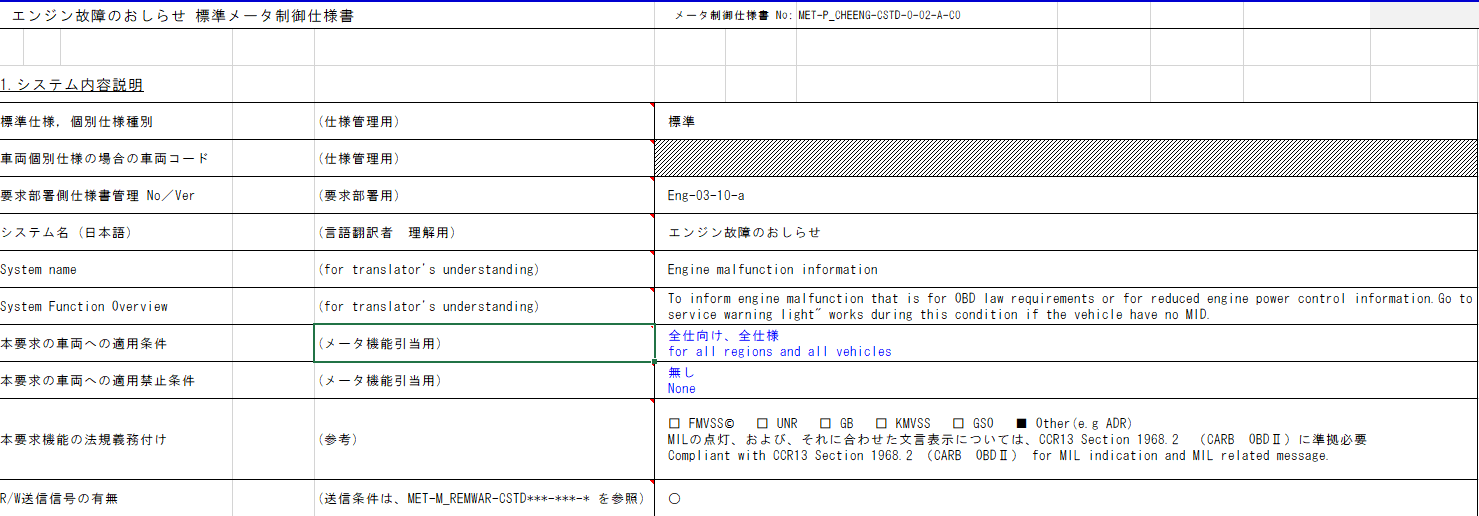 エンジン故障のおしらせ 標準メータ制御仕様書 メータ制御仕様書 No: MET-P_CHEENG-CSTD-0-02-A-C0
1.システム内容説明
標準仕様, 個別仕様種別 (仕様管理用) 標準
車両個別仕様の場合の車両コード (仕様管理用)
要求部署側仕様書管理 No/Ver (要求部署用) Eng-03-10-a
システム名 (日本語) (言語翻訳者 理解用) エンジン故障のおしらせ
System name (for translator's understanding) Engine malfunction information
System Function Overview (for translator's understanding) To inform engine malfunction that is for OBD law requirements or for reduced engine power control information.Go to
service warning light" works during this condition if the vehicle have no MID.
本要求の車両への適用条件 (メータ機能引当用) 全仕向け、全仕様
for all regions and all vehicles
本要求の車両への適用禁止条件 (メータ機能引当用) 無し
None
本要求機能の法規義務付け (参考) □ FMVSS© □ UNR □ GB □ KMVSS □ GSO ■ Other(e.g ADR)
MILの点灯、および、それに合わせた文言表示については、CCR13 Section 1968.2 (CARB OBDⅡ)に準拠必要
Compliant with CCR13 Section 1968.2 (CARB OBDⅡ) for MIL indication and MIL related message.
R/W送信信号の有無 (送信条件は、MET-M_REMWAR-CSTD***-***-* を参照) ○